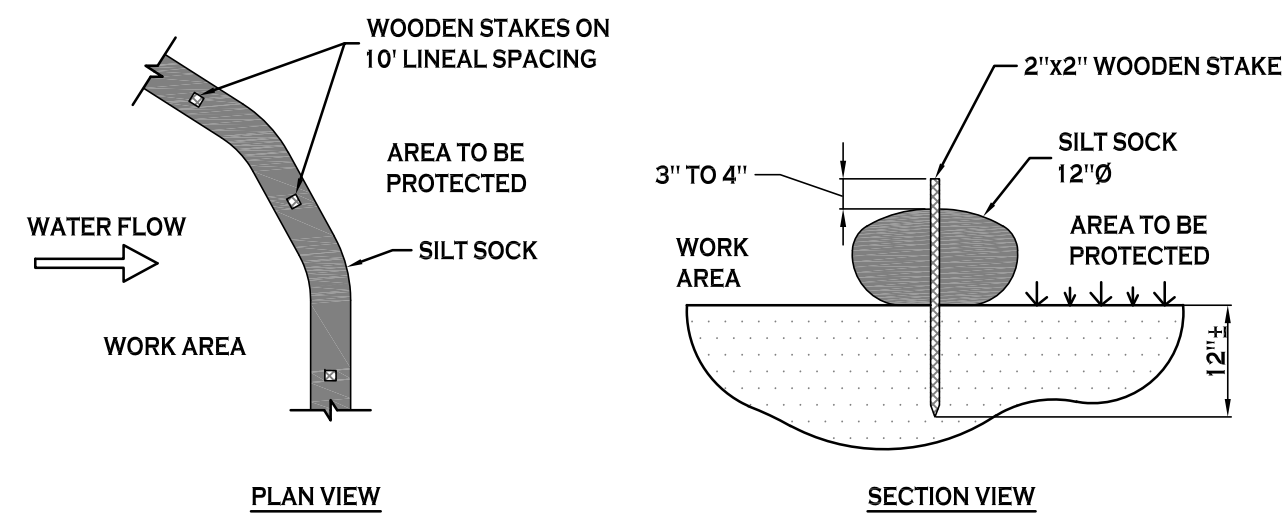 WOODEN STAKES ON
10' LINEAL SPACING
AREA TO BE
PROTECTED
WATER FLOW
SILT SOCK
WORK AREA
PLAN VIEW
2"x2" WOODEN STAKE
SILT SOCK
12"Ø
3" TO 4"
WORK
AREA
AREA TO BE
PROTECTED
12"±
SECTION VIEW